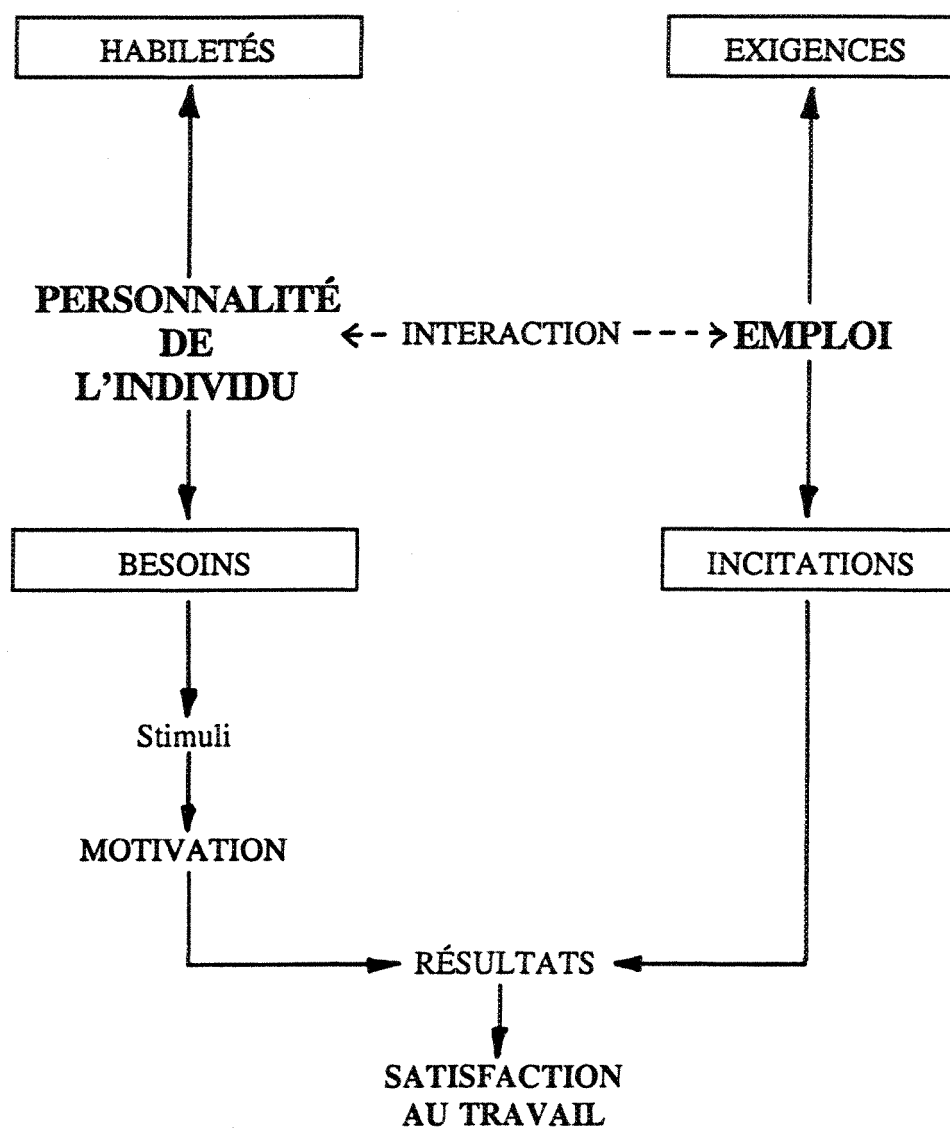 HABILETÉS
EXIGENCES
PERSONNALITÉ
DE
L'INDIVIDU
INTERACTION
EMPLOI
BESOINS
INCITATIONS
Stimuli
MOTIVATION
RÉSULTATS
SATISFACTION
AU TRAVAIL